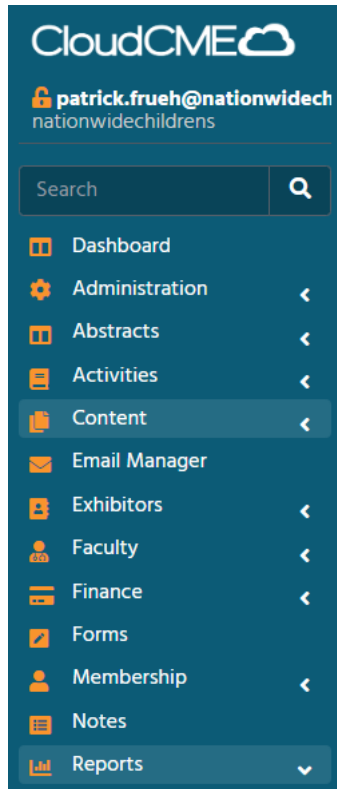 CloudCME
patrick.frueh@nationwidech
nationwidechildrens
Search
Dashboard
Administration
Abstracts
Activities
Content
Email Manager
Exhibitors
Faculty
Finance
Forms
Membership
Notes
Reports